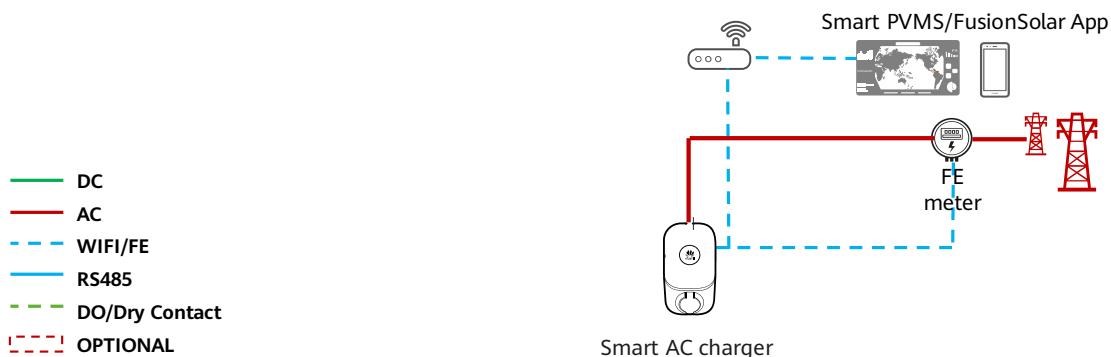 Smart PVMS/FusionSolar App
FE
meter
DC
AC
WIFI/FE
RS485
DO/Dry Contact
OPTIONAL
Smart AC charger